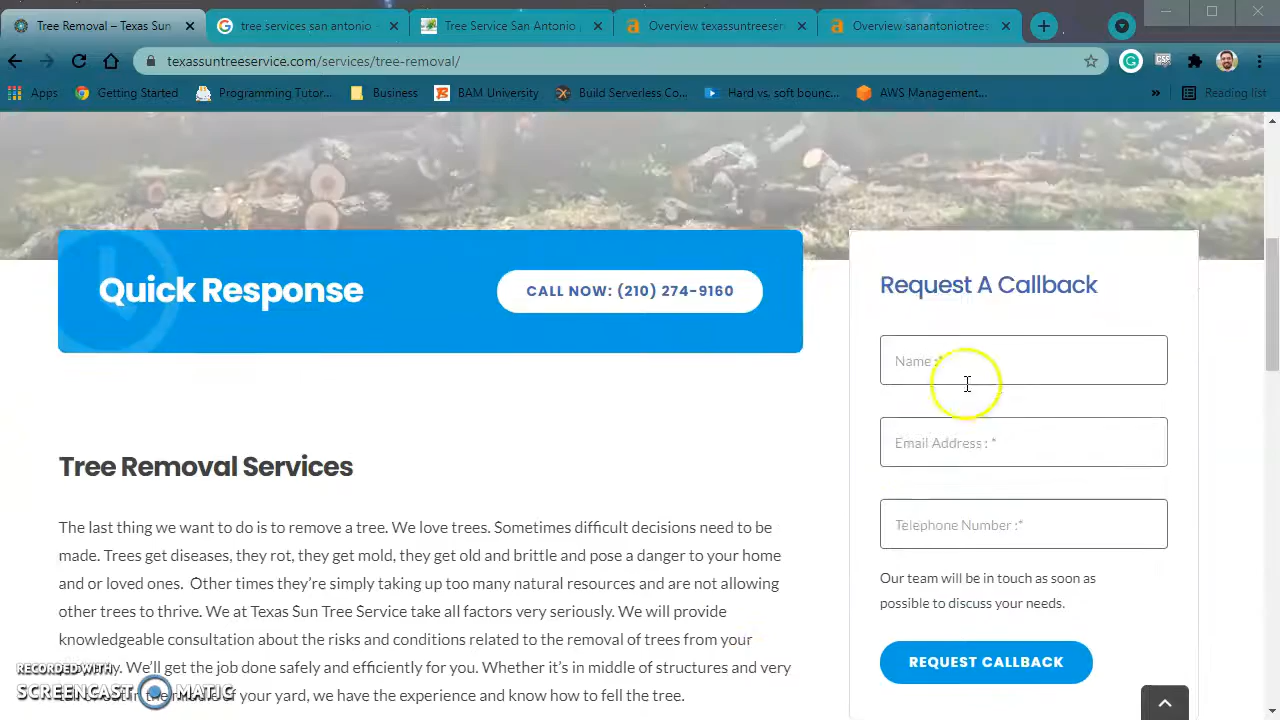 Tree Removal – Texas Sun
tree services san antonio
Tree Service San Antonio
Overview texassuntreeser
Overview sanantoniotrees
texassuntreeservice.com/services/tree-removal/
Apps
Getting Started
Programming Tutor...
Business
BAM University
Build Serverless Co...
Hard vs. soft bounc...
AWS Management...
»
Reading list
Quick Response
CALL NOW: (210) 274-9160
Request A Callback
Name :*
Email Address : *
Telephone Number :*
Our team will be in touch as soon as
possible to discuss your needs.
REQUEST CALLBACK
Tree Removal Services
The last thing we want to do is to remove a tree. We love trees. Sometimes difficult decisions need to be
made. Trees get diseases, they rot, they get mold, they get old and brittle and pose a danger to your home
and or loved ones. Other times they're simply taking up too many natural resources and are not allowing
other trees to thrive. We at Texas Sun Tree Service take all factors very seriously. We will provide
knowledgeable consultation about the risks and conditions related to the removal of trees from your
We'll get the job done safely and efficiently for you. Whether it's in middle of structures and very
your yard, we have the experience and know how to fell the tree.
RECORDED WITH
SCREENCAST MATIC